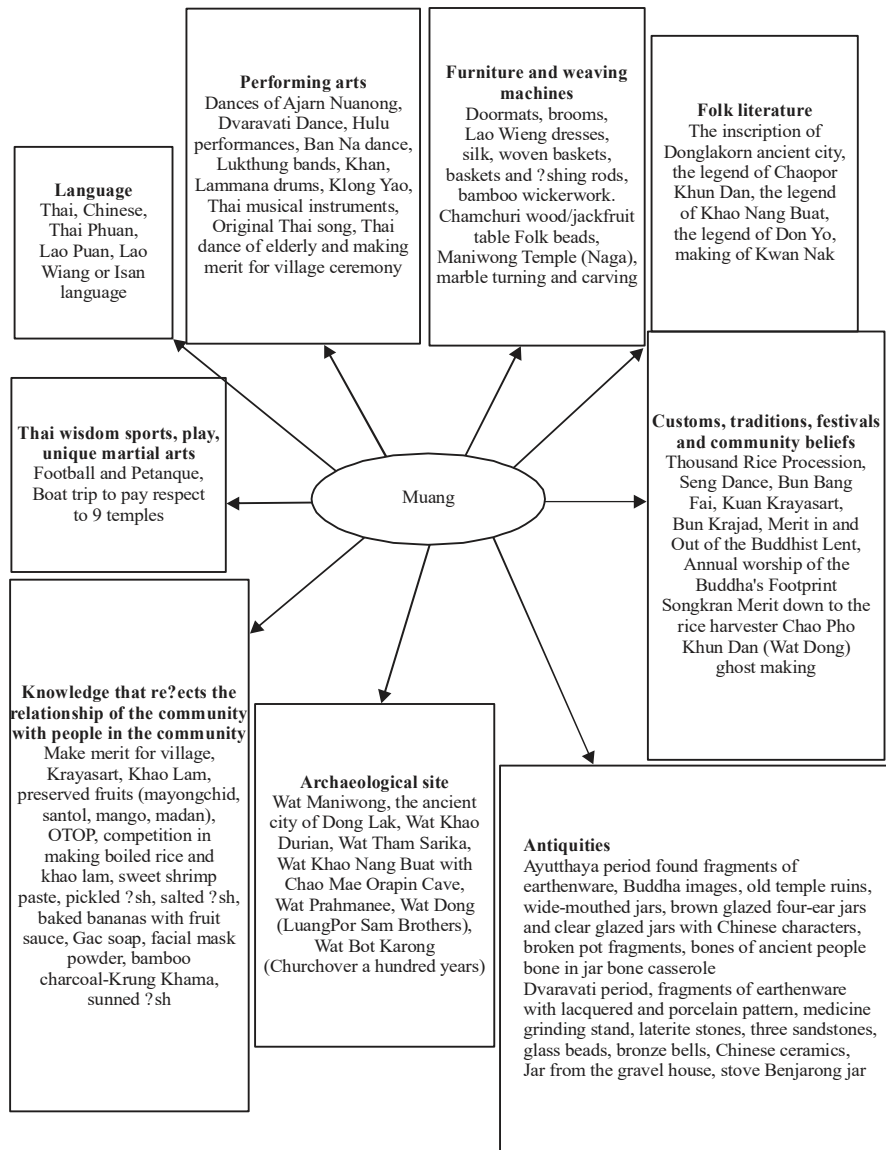 Performing arts
Dances of Ajarn Nuanong,
Dvaravati Dance, Hulu
performances, Ban Na dance,
Lukthung bands, Khan,
Lammana drums, Klong Yao,
Thai musical instruments,
Original Thai song, Thai
dance of elderly and making
merit for village ceremony
Furniture and weaving
machines
Doormats, brooms,
Lao Wieng dresses,
silk, woven baskets,
baskets and ?shing rods,
bamboo wickerwork.
Chamchuri wood/jackfruit
table Folk beads,
Maniwong Temple (Naga),
marble turning and carving
Folk literature
The inscription of
Donglakorn ancient city,
the legend of Chaopor
Khun Dan, the legend
of Khao Nang Buat,
the legend of Don Yo,
making of Kwan Nak
Language
Thai, Chinese,
Thai Phuan,
Lao Puan, Lao
Wiang or Isan
language
Thai wisdom sports, play,
unique martial arts
Football and Petanque,
Boat trip to pay respect
to 9 temples
Muang
Customs, traditions, festivals
and community beliefs
Thousand Rice Procession,
Seng Dance, Bun Bang
Fai, Kuan Krayasart,
Bun Krajad, Merit in and
Out of the Buddhist Lent,
Annual worship of the
Buddha's Footprint
Songkran Merit down to the
rice harvester Chao Pho
Khun Dan (Wat Dong)
ghost making
Knowledge that re?ects the
relationship of the community
with people in the community
Make merit for village,
Krayasart, Khao Lam,
preserved fruits (mayongchid,
santol, mango, madan),
OTOP, competition in
making boiled rice and
khao lam, sweet shrimp
paste, pickled ?sh, salted ?sh,
baked bananas with fruit
sauce, Gac soap, facial mask
powder, bamboo
charcoal-Krung Khama,
sunned ?sh
Archaeological site
Wat Maniwong, the ancient
city of Dong Lak, Wat Khao
Durian, Wat Tham Sarika,
Wat Khao Nang Buat with
Chao Mae Orapin Cave,
Wat Prahmanee, Wat Dong
(LuangPor Sam Brothers),
Wat Bot Karong
(Churchover a hundred years)
Antiquities
Ayutthaya period found fragments of
earthenware, Buddha images, old temple ruins,
wide-mouthed jars, brown glazed four-ear jars
and clear glazed jars with Chinese characters,
broken pot fragments, bones of ancient people
bone in jar bone casserole
Dvaravati period, fragments of earthenware
with lacquered and porcelain pattern, medicine
grinding stand, laterite stones, three sandstones,
glass beads, bronze bells, Chinese ceramics,
Jar from the gravel house, stove Benjarong jar